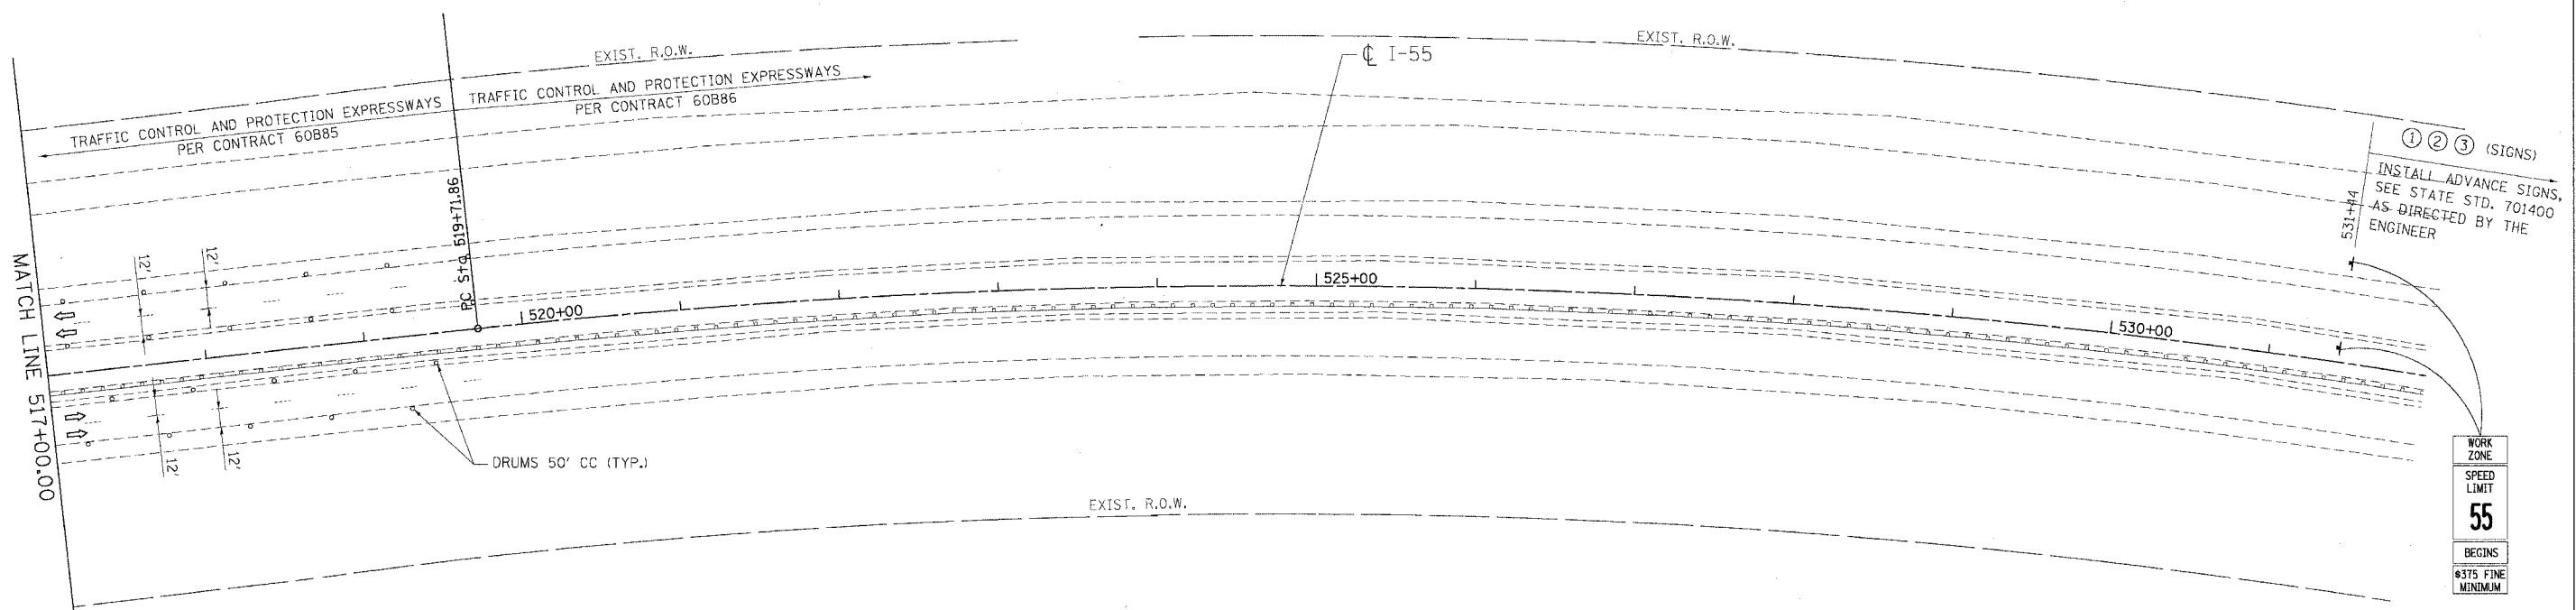 EXIST. R.O.W.
EXIST. R.O.W.
℄ I-55
TRAFFIC CONTROL AND PROTECTION EXPRESSWAYS
PER CONTRACT 60B85
TRAFFIC CONTROL AND PROTECTION EXPRESSWAYS
PER CONTRACT 60B86
① ② ③ (SIGNS)
INSTALL ADVANCE SIGNS,
SEE STATE STD. 701400
AS DIRECTED BY THE
ENGINEER
531+44
PC Sta 519+71.86
12'
12'
MATCH LINE 517+00.00
520+00
525+00
530+00
12'
12'
DRUMS 50' CC (TYP.)
EXIST. R.O.W.
WORK
ZONE
SPEED
LIMIT
55
BEGINS
$375 FINE
MINIMUM